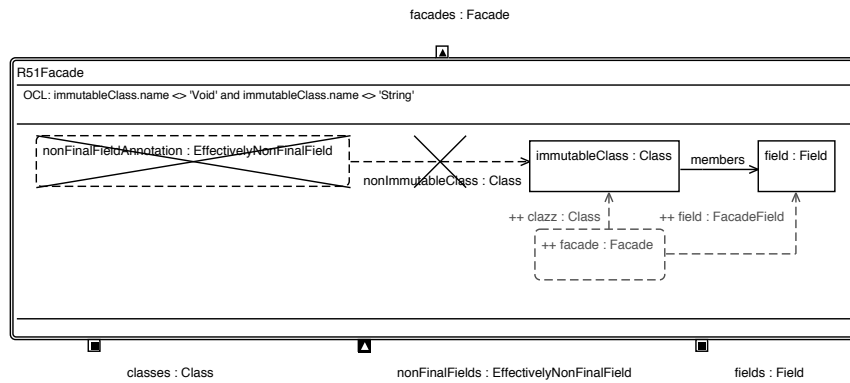 facades : Facade
R51Facade
OCL: immutableClass.name <> 'Void' and immutableClass.name <> 'String'
nonFinalFieldAnnotation : EffectivelyNonFinalField
immutableClass : Class
members
field : Field
nonImmutableClass : Class
++ clazz : Class
++ field : FacadeField
++ facade : Facade
classes : Class
nonFinalFields : EffectivelyNonFinalField
fields : Field